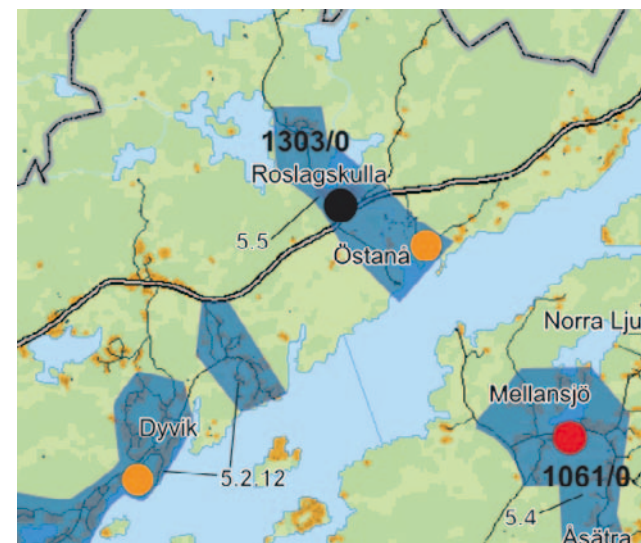 1303/0
Roslagskulla
5.5
Östanå
Norra Lju
Mellansjö
Dyvik
1061/0
5.2.12
5.4
Åsätra